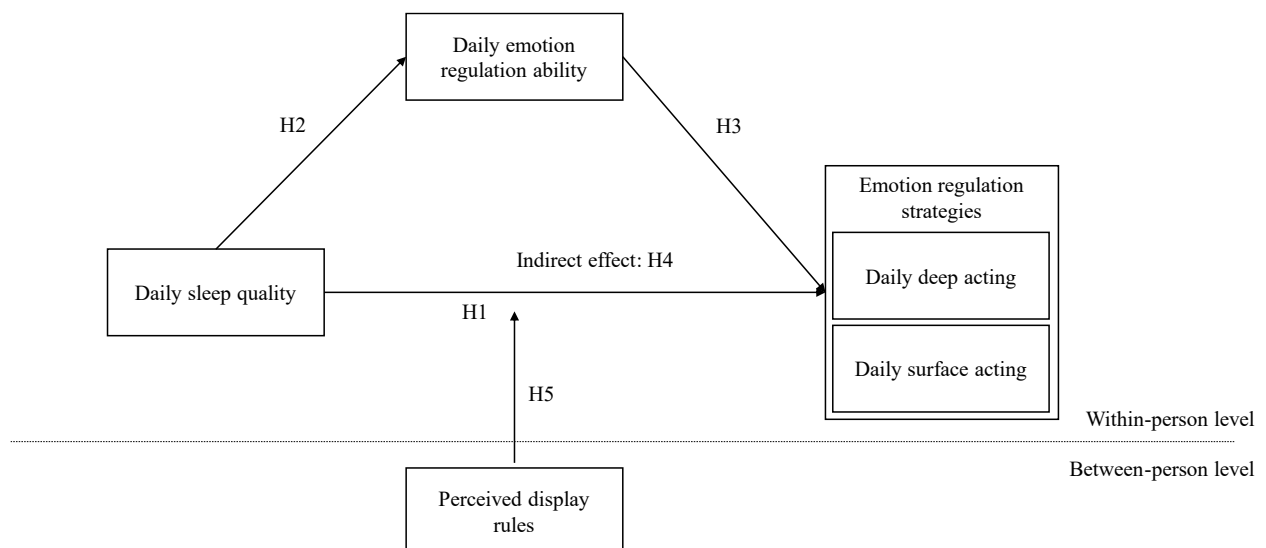 Daily emotion
regulation ability
H2
H3
Emotion regulation
strategies
Indirect effect: H4
Daily deep acting
Daily sleep quality
H1
Daily surface acting
H5
Within-person level
Between-person level
Perceived display
rules